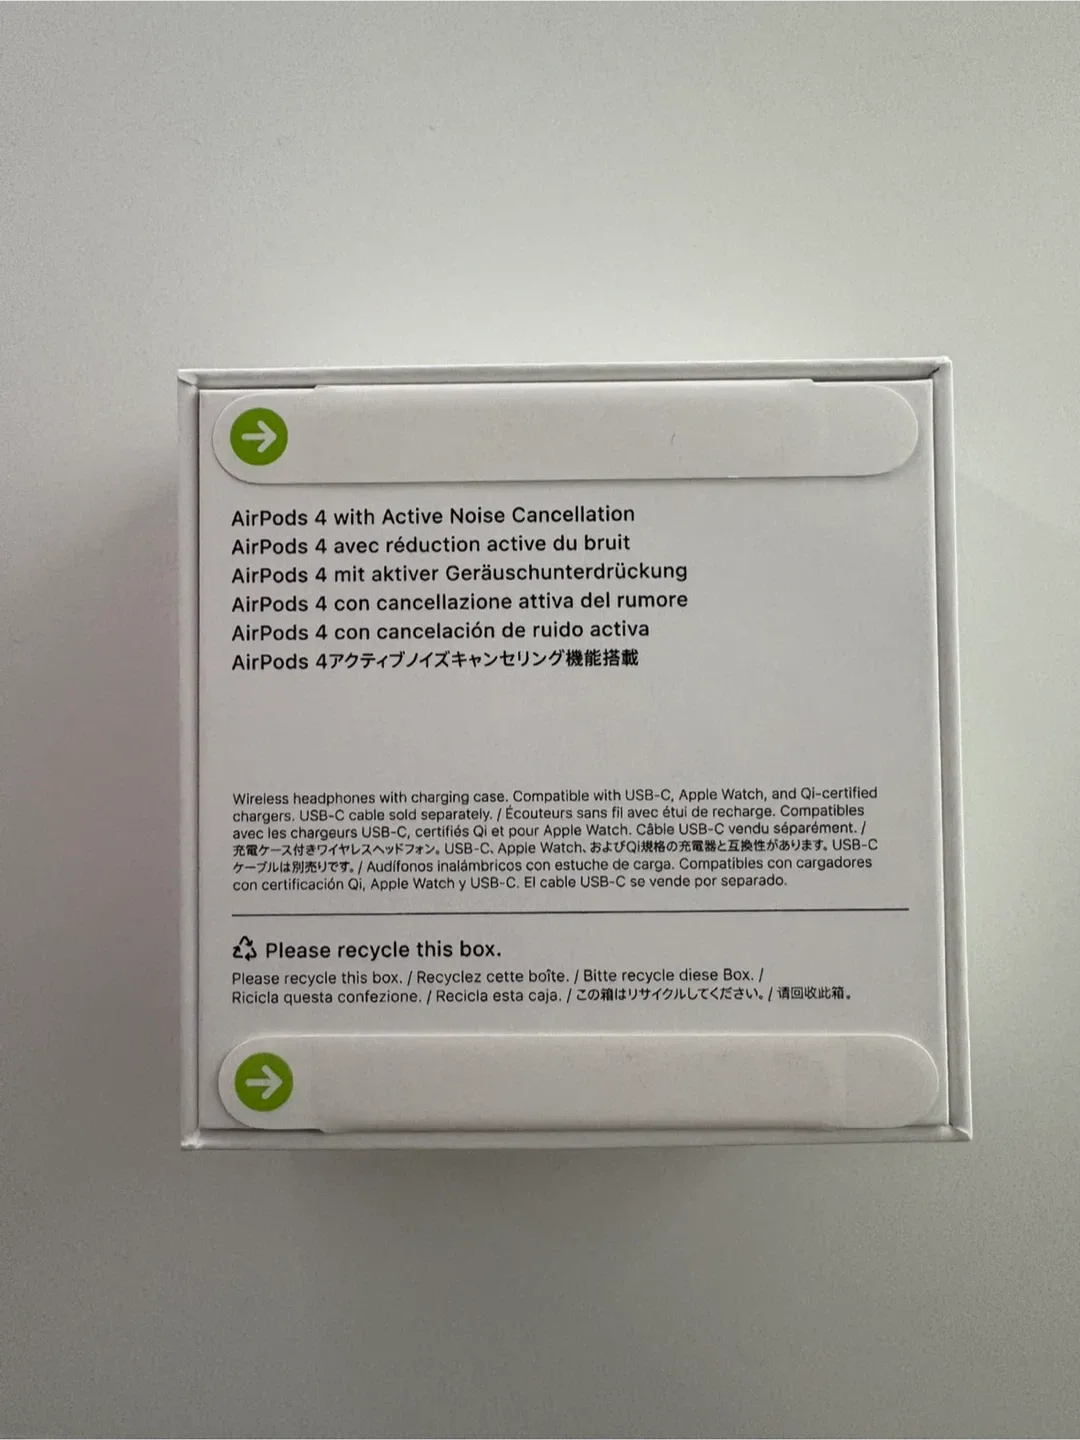 AirPods 4 with Active Noise Cancellation
AirPods 4 avec réduction active du bruit
AirPods 4 mit aktiver Geräuschunterdrückung
AirPods 4 con cancellazione attiva del rumore
AirPods 4 con cancelación de ruido activa
AirPods 4アクティブノイズキャンセリング機能搭載
Wireless headphones with charging case. Compatible with USB-C, Apple Watch, and Qi-certified
chargers. USB-C cable sold separately. / Écouteurs sans fil avec étui de recharge. Compatibles
avec les chargeurs USB-C, certifiés Qi et pour Apple Watch. Câble USB-C vendu séparément. /
充電ケース付きワイヤレスヘッドフォン。USB-C、Apple Watch、およびQi規格の充電器と互換性があります。USB-C
ケーブルは別売りです。/ Audífonos inalámbricos con estuche de carga. Compatibles con cargadores
con certificación Qi, Apple Watch y USB-C. El cable USB-C se vende por separado.
Please recycle this box.
Please recycle this box. / Recyclez cette boîte. / Bitte recycle diese Box. /
Ricicla questa confezione. / Recicla esta caja. / この箱はリサイクルしてください。/ 请回收此箱。